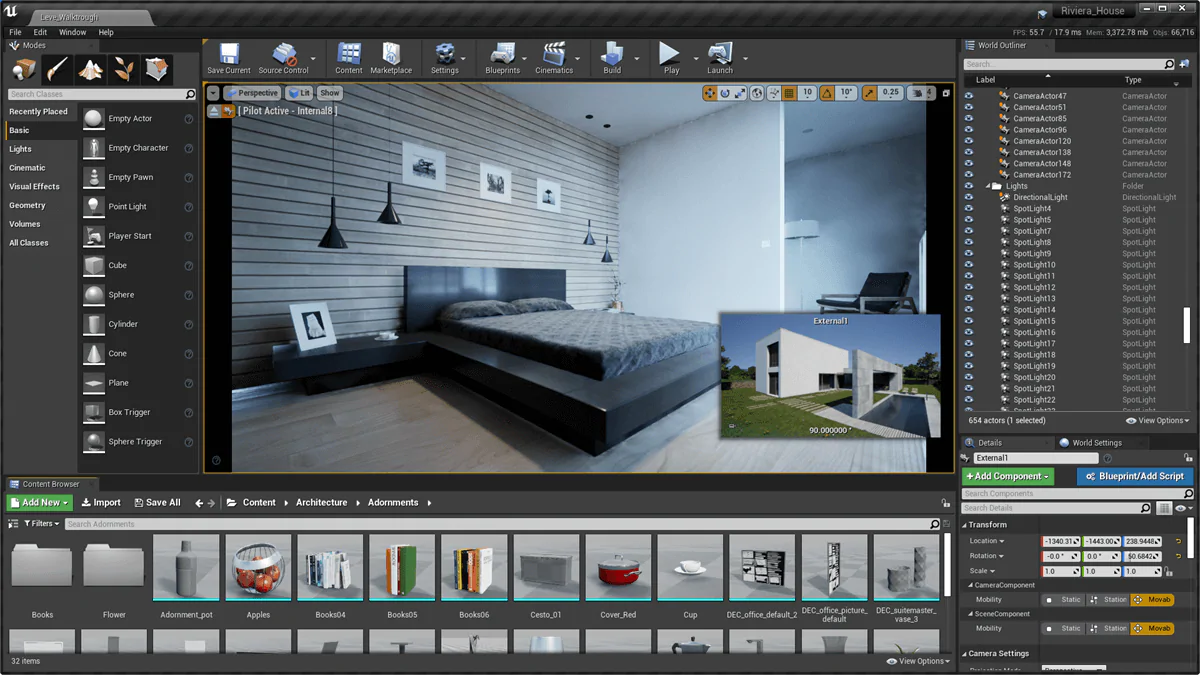 Leve_Walktrough
Riviera_House
File Edit Window Help
FPS: 55.7 / 17.9 ms Mem: 3,372.78 mb Objs: 66,716
Modes
Search Classes
Recently Placed
Basic
Lights
Cinematic
Visual Effects
Geometry
Volumes
All Classes
Empty Actor
Empty Character
Empty Pawn
Point Light
Player Start
Cube
Sphere
Cylinder
Cone
Plane
Box Trigger
Sphere Trigger
Save Current Source Control Content Marketplace Settings Blueprints Cinematics Build Play Launch
Perspective Lit Show
10 10° 0.25 4
[ Pilot Active - Internal8 ]
External1
90.000000 °
World Outliner
Search...
Label Type
CameraActor47 CameraActor
CameraActor51 CameraActor
CameraActor85 CameraActor
CameraActor96 CameraActor
CameraActor120 CameraActor
CameraActor138 CameraActor
CameraActor148 CameraActor
CameraActor172 CameraActor
Lights Folder
DirectionalLight DirectionalLight
SpotLight4 SpotLight
SpotLight5 SpotLight
SpotLight7 SpotLight
SpotLight8 SpotLight
SpotLight9 SpotLight
SpotLight10 SpotLight
SpotLight11 SpotLight
SpotLight12 SpotLight
SpotLight13 SpotLight
SpotLight14 SpotLight
SpotLight15 SpotLight
SpotLight16 SpotLight
SpotLight17 SpotLight
SpotLight18 SpotLight
SpotLight19 SpotLight
SpotLight20 SpotLight
SpotLight21 SpotLight
SpotLight22 SpotLight
654 actors (1 selected) View Options
Details World Settings
External1
+Add Component Blueprint/Add Script
Search Components
Search Details
Transform
Location -1340.31 -1443.00 238.9448
Rotation -0.0 ° 0.0 °
Scale 1.0 1.0 1.0
CameraComponent
Mobility Static Station Movab
SceneComponent
Mobility Static Station Movab
Camera Settings
Content Browser
Add New Import Save All Content Architecture Adornments
Filters Search Adornments
Books
Flower
Adornment_pot
Apples
Books04
Books05
Books06
Cesto_01
Cover_Red
Cup
DEC_office_default_2
DEC_office_picture_
default
DEC_suitemaster_
vase_3
32 items View Options